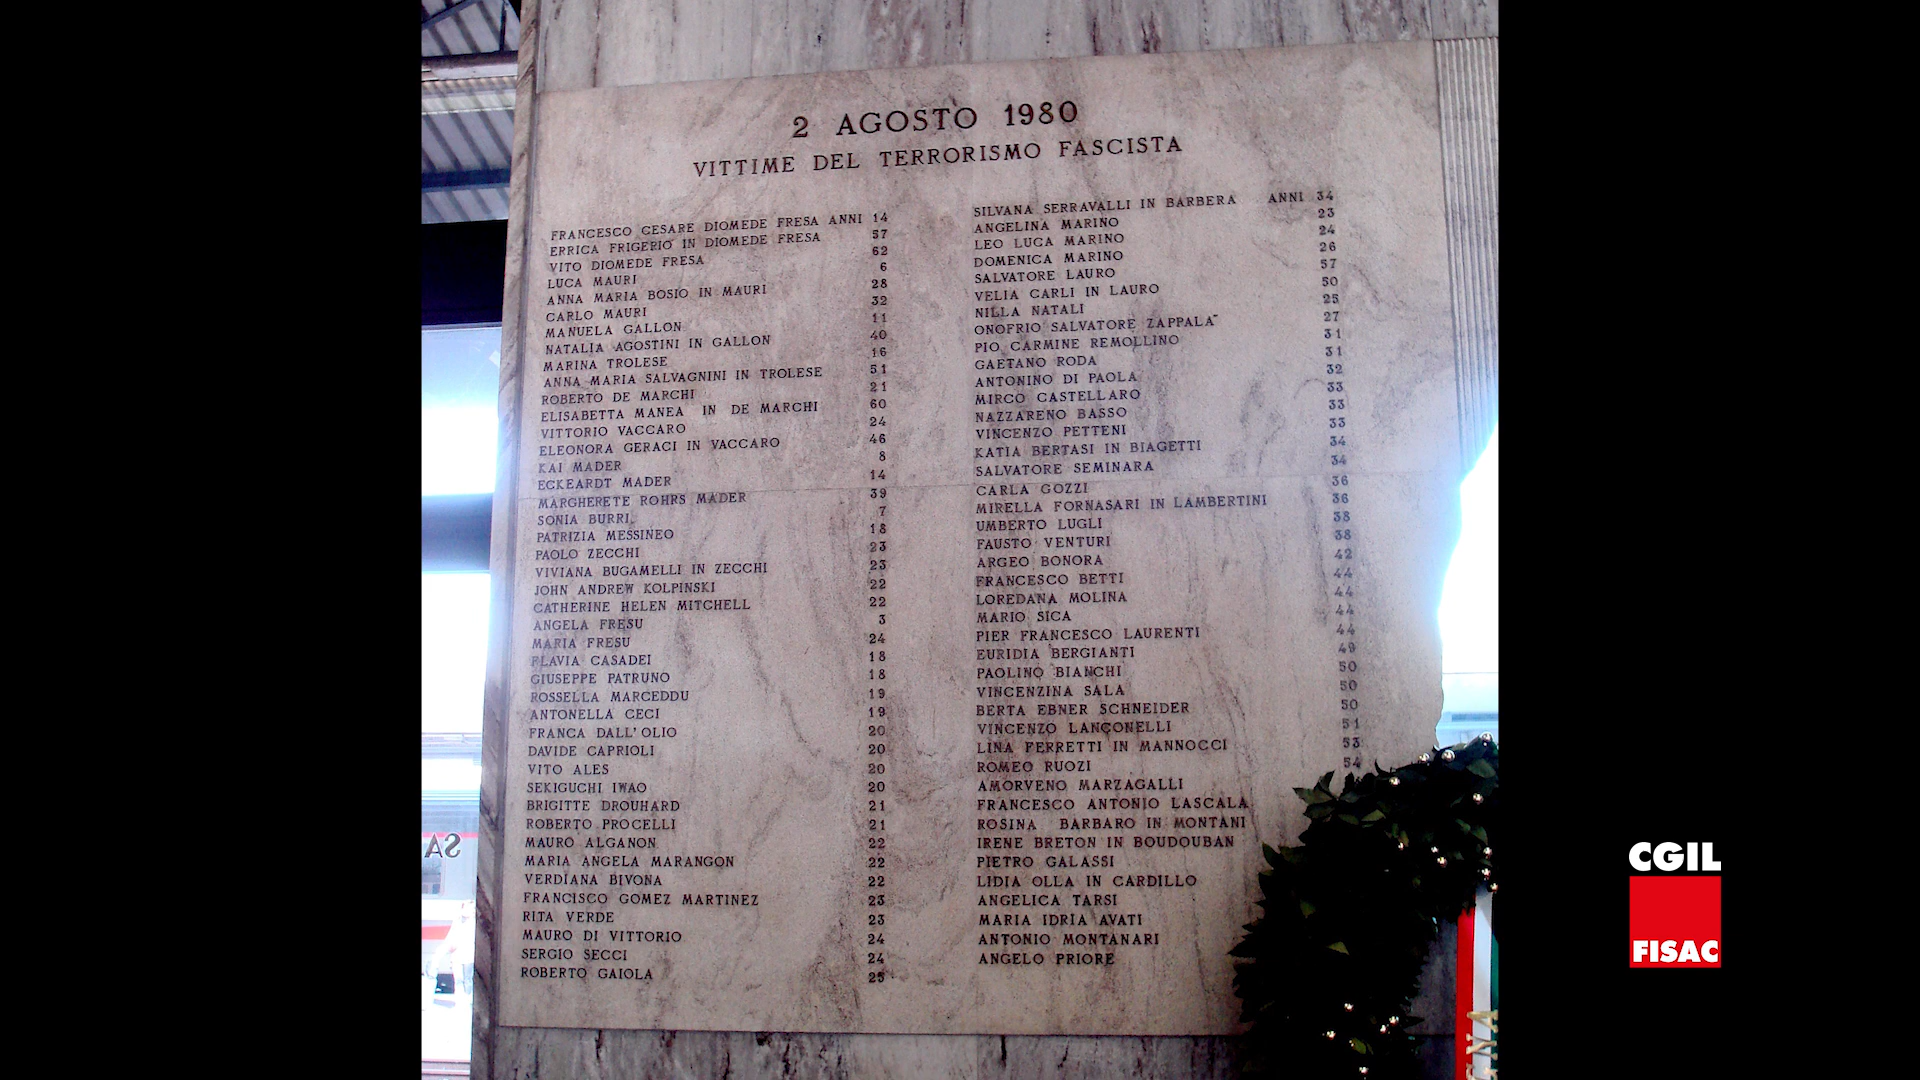 2 AGOSTO 1980
VITTIME DEL TERRORISMO FASCISTA
FRANCESCO CESARE DIOMEDE FRESA ANNI 14
ERRICA FRIGERIO IN DIOMEDE FRESA 57
VITO DIOMEDE FRESA 62
LUCA MAURI 6
ANNA MARIA BOSIO IN MAURI 28
CARLO MAURI 32
MANUELA GALLON 11
NATALIA AGOSTINI IN GALLON 40
MARINA TROLESE 16
ANNA MARIA SALVAGNINI IN TROLESE 51
ROBERTO DE MARCHI 21
ELISABETTA MANEA IN DE MARCHI 60
VITTORIO VACCARO 24
ELEONORA GERACI IN VACCARO 46
KAI MADER 8
ECKEARDT MADER 14
MARGHERETE ROHRS MADER 39
SONIA BURRI 7
PATRIZIA MESSINEO 18
PAOLO ZECCHI 23
VIVIANA BUGAMELLI IN ZECCHI 23
JOHN ANDREW KOLPINSKI 22
CATHERINE HELEN MITCHELL 22
ANGELA FRESU 3
MARIA FRESU 24
FLAVIA CASADEI 18
GIUSEPPE PATRUNO 18
ROSSELLA MARCEDDU 19
ANTONELLA CECI 19
FRANCA DALL'OLIO 20
DAVIDE CAPRIOLI 20
VITO ALES 20
SEKIGUCHI IWAO 20
BRIGITTE DROUHARD 21
ROBERTO PROCELLI 21
MAURO ALGANON 22
MARIA ANGELA MARANGON 22
VERDIANA BIVONA 22
FRANCISCO GOMEZ MARTINEZ 23
RITA VERDE 23
MAURO DI VITTORIO 24
SERGIO SECCI 24
ROBERTO GAIOLA 25
SILVANA SERRAVALLI IN BARBERA ANNI 34
ANGELINA MARINO 23
LEO LUCA MARINO 24
DOMENICA MARINO 26
SALVATORE LAURO 57
VELIA CARLI IN LAURO 50
NILLA NATALI 25
ONOFRIO SALVATORE ZAPPALA' 27
PIO CARMINE REMOLLINO 31
GAETANO RODA 31
ANTONINO DI PAOLA 32
MIRCO CASTELLARO 33
NAZZARENO BASSO 33
VINCENZO PETTENI 33
KATIA BERTASI IN BIAGETTI 34
SALVATORE SEMINARA 34
CARLA GOZZI 36
MIRELLA FORNASARI IN LAMBERTINI 36
UMBERTO LUGLI 38
FAUSTO VENTURI 38
ARGEO BONORA 42
FRANCESCO BETTI 44
LOREDANA MOLINA 44
MARIO SICA 44
PIER FRANCESCO LAURENTI 44
EURIDIA BERGIANTI 49
PAOLINO BIANCHI 50
VINCENZINA SALA 50
BERTA EBNER SCHNEIDER 50
VINCENZO LANCONELLI 51
LINA FERRETTI IN MANNOCCI 53
ROMEO RUOZI 54
AMORVENO MARZAGALLI
FRANCESCO ANTONIO LASCALA
ROSINA BARBARO IN MONTANI
IRENE BRETON IN BOUDOUBAN
PIETRO GALASSI
LIDIA OLLA IN CARDILLO
ANGELICA TARSI
MARIA IDRIA AVATI
ANTONIO MONTANARI
ANGELO PRIORE
CGIL
FISAC